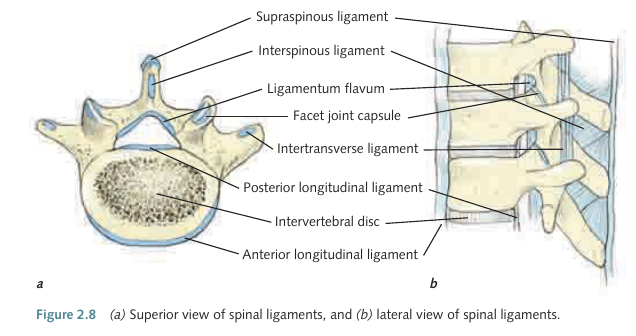 Supraspinous ligament
Interspinous ligament
Ligamentum flavum
Facet joint capsule
Intertransverse ligament
Posterior longitudinal ligament
Intervertebral disc
Anterior longitudinal ligament
a
b
Figure 2.8 (a) Superior view of spinal ligaments, and (b) lateral view of spinal ligaments.